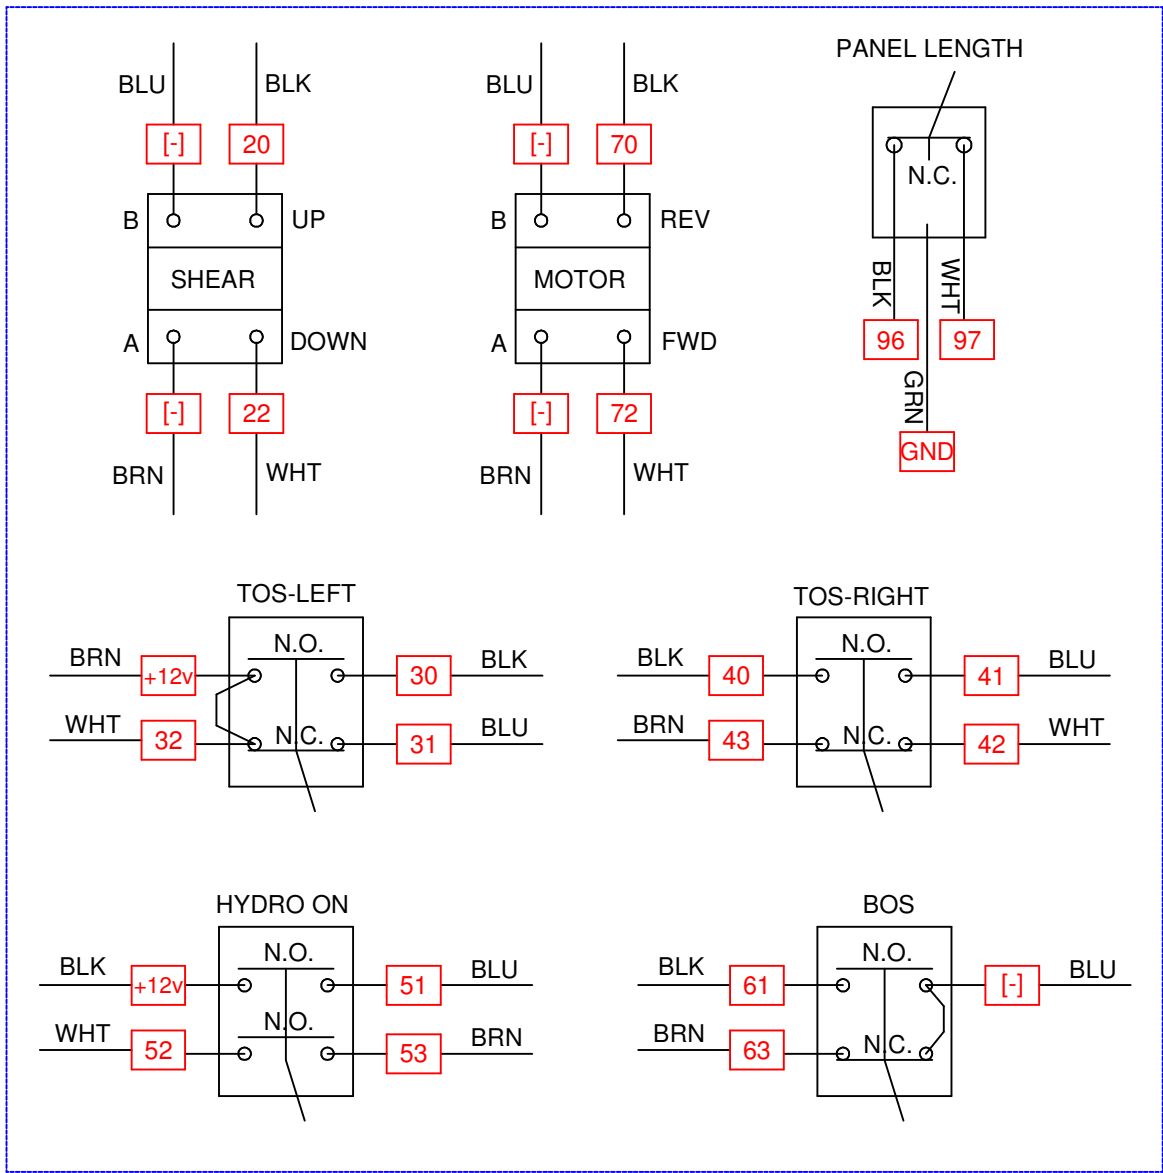 PANEL LENGTH
BLU BLK
[-] 20
B UP
SHEAR
A DOWN
[-] 22
BRN WHT
BLU BLK
[-] 70
B REV
MOTOR
A FWD
[-] 72
BRN WHT
N.C.
BLK WHT
96 97
GRN
GND
TOS-LEFT
N.O.
BRN +12v 30 BLK
WHT 32 N.C. 31 BLU
TOS-RIGHT
N.O.
BLK 40 41 BLU
BRN 43 N.C. 42 WHT
HYDRO ON
N.O.
BLK +12v 51 BLU
N.O.
WHT 52 53 BRN
BOS
N.O.
BLK 61 [-] BLU
BRN 63 N.C.